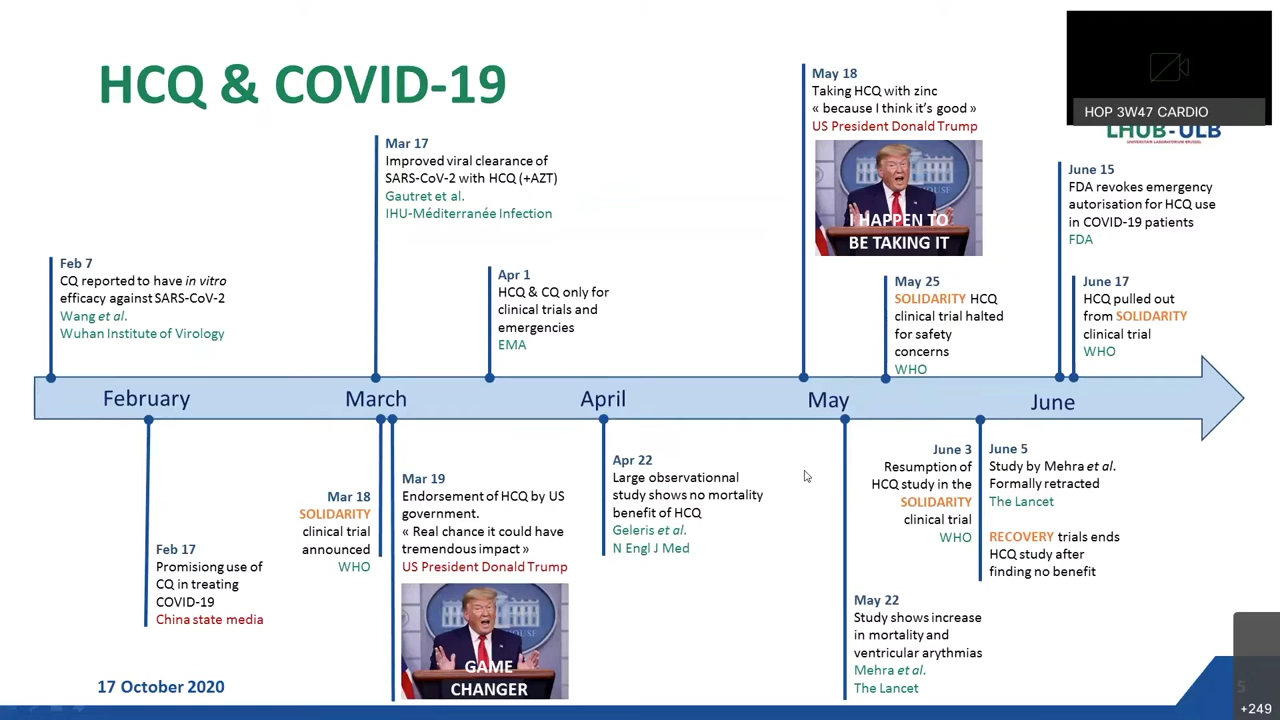 HCQ & COVID-19
HOP 3W47 CARDIO
LHUB-ULB
UNIVERSITAIR LABORATORIUM BRUSSEL
Feb 7
CQ reported to have in vitro
efficacy against SARS-CoV-2
Wang et al.
Wuhan Institute of Virology
Mar 17
Improved viral clearance of
SARS-CoV-2 with HCQ (+AZT)
Gautret et al.
IHU-Méditerranée Infection
Apr 1
HCQ & CQ only for
clinical trials and
emergencies
EMA
May 18
Taking HCQ with zinc
« because I think it's good »
US President Donald Trump
I HAPPEN TO
BE TAKING IT
May 25
SOLIDARITY HCQ
clinical trial halted
for safety
concerns
WHO
June 15
FDA revokes emergency
autorisation for HCQ use
in COVID-19 patients
FDA
June 17
HCQ pulled out
from SOLIDARITY
clinical trial
WHO
February
March
April
May
June
Feb 17
Promisiong use of
CQ in treating
COVID-19
China state media
Mar 18
SOLIDARITY
clinical trial
announced
WHO
Mar 19
Endorsement of HCQ by US
government.
« Real chance it could have
tremendous impact »
US President Donald Trump
GAME
CHANGER
Apr 22
Large observationnal
study shows no mortality
benefit of HCQ
Geleris et al.
N Engl J Med
May 22
Study shows increase
in mortality and
ventricular arythmias
Mehra et al.
The Lancet
June 3
Resumption of
HCQ study in the
SOLIDARITY
clinical trial
WHO
June 5
Study by Mehra et al.
Formally retracted
The Lancet
RECOVERY trials ends
HCQ study after
finding no benefit
17 October 2020
5
+249